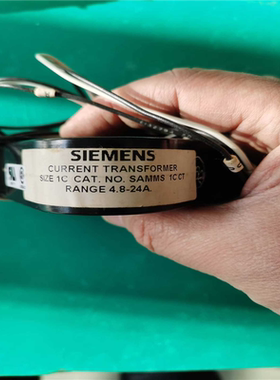 SIEMENS
CURRENT TRANSFORMER
SIZE 1C CAT. NO. SAMMS 1C CT
RANGE 4.8-24A.